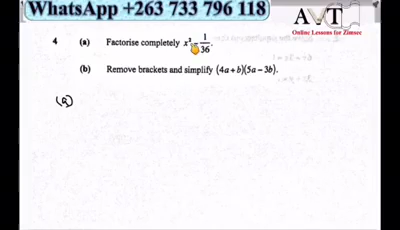 WhatsApp +263 733 796 118
AVT
Online Lessons for Zimsec
4 (a) Factorise completely x² - 1/36.
(b) Remove brackets and simplify (4a + b)(5a − 3b).
(a)